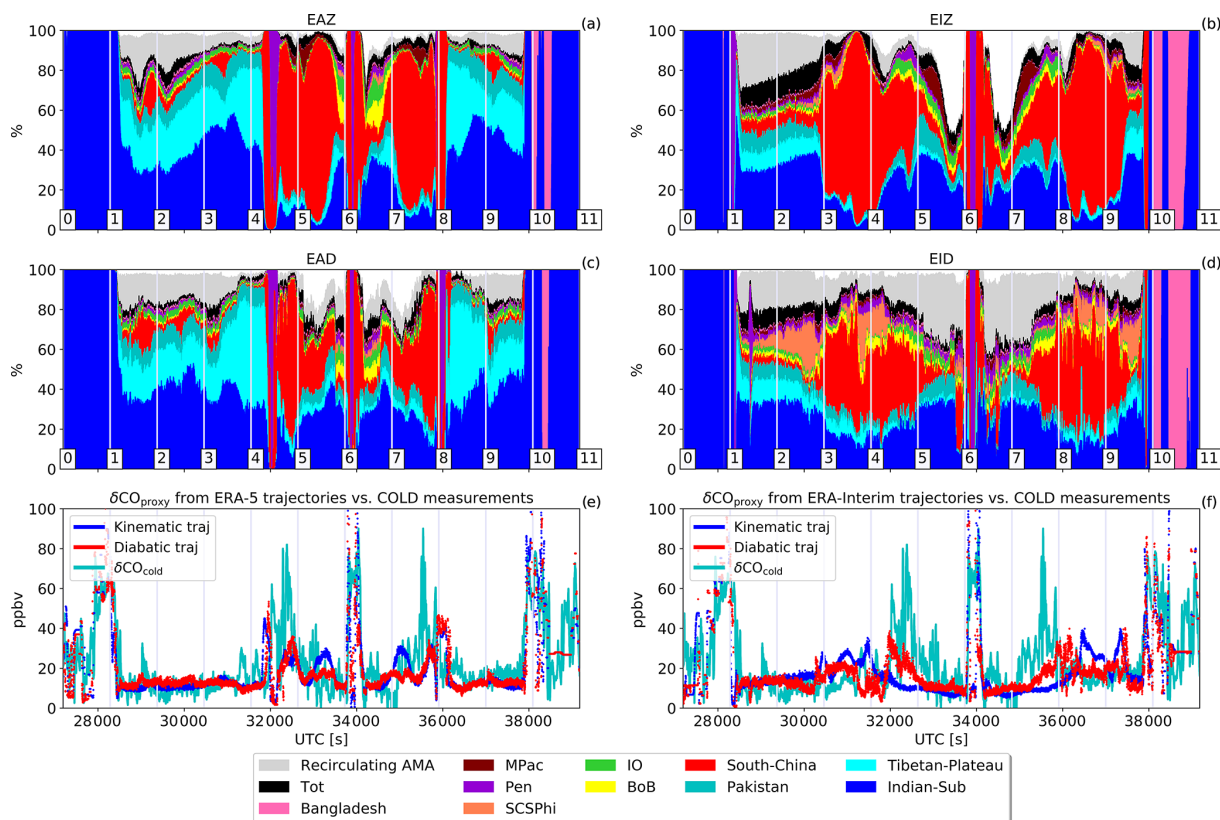 EAZ
(a)
EIZ
(b)
100
80
60
40
20
0
%
0 1 2 3 4 5 6 7 8 9 10 11
100
80
60
40
20
0
%
0 1 2 3 4 5 6 7 8 9 10 11
EAD
(c)
EID
(d)
100
80
60
40
20
0
%
0 1 2 3 4 5 6 7 8 9 10 11
100
80
60
40
20
0
%
0 1 2 3 4 5 6 7 8 9 10 11
δCOproxy from ERA-5 trajectories vs. COLD measurements
(e)
100
80
60
40
20
0
ppbv
Kinematic traj
Diabatic traj
δCOcold
28000 30000 32000 34000 36000 38000
UTC [s]
δCOproxy from ERA-Interim trajectories vs. COLD measurements
(f)
100
80
60
40
20
0
ppbv
Kinematic traj
Diabatic traj
δCOcold
28000 30000 32000 34000 36000 38000
UTC [s]
Recirculating AMA MPac IO South-China Tibetan-Plateau
Tot Pen BoB Pakistan Indian-Sub
Bangladesh SCSPhi